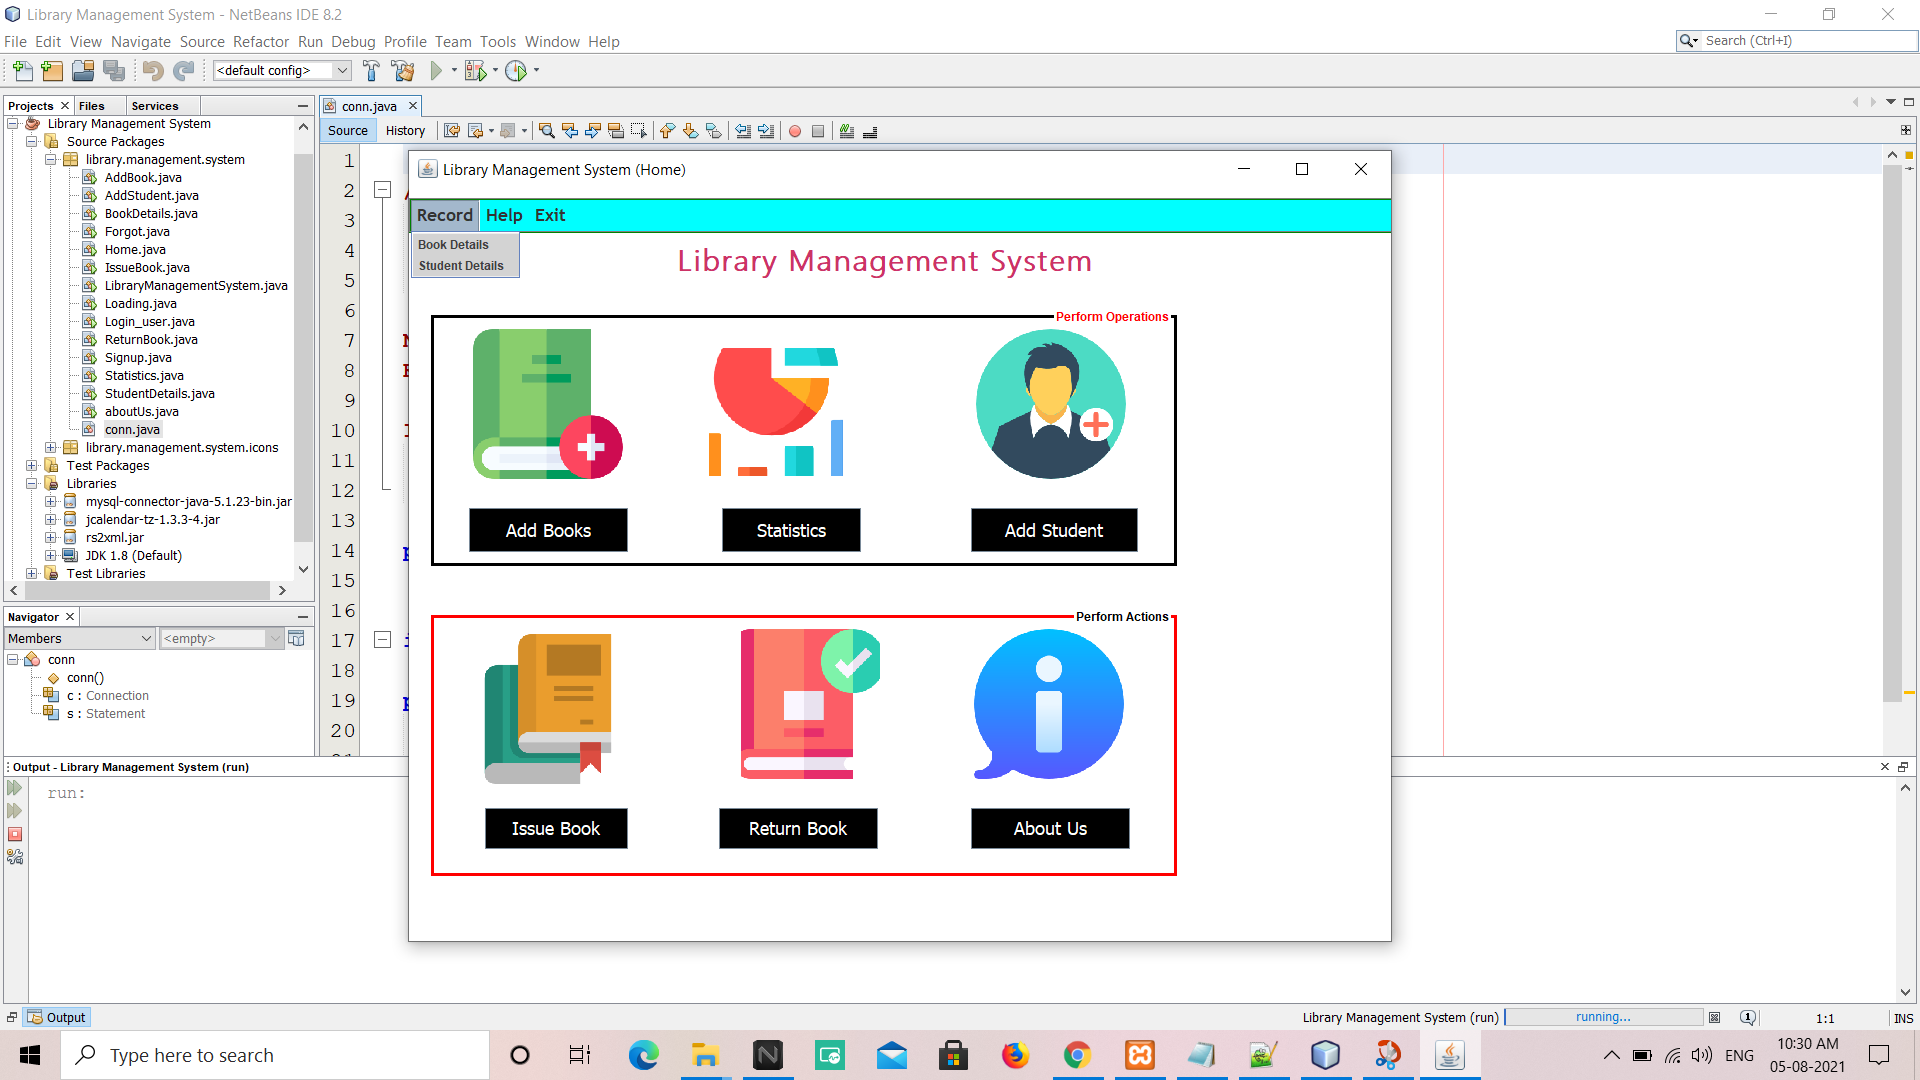 Library Management System - NetBeans IDE 8.2
File Edit View Navigate Source Refactor Run Debug Profile Team Tools Window Help
Search (Ctrl+I)
<default config>
Projects Files Services
Library Management System
Source Packages
library.management.system
AddBook.java
AddStudent.java
BookDetails.java
Forgot.java
Home.java
IssueBook.java
LibraryManagementSystem.java
Loading.java
Login_user.java
ReturnBook.java
Signup.java
Statistics.java
StudentDetails.java
aboutUs.java
conn.java
library.management.system.icons
Test Packages
Libraries
mysql-connector-java-5.1.23-bin.jar
jcalendar-tz-1.3.3-4.jar
rs2xml.jar
JDK 1.8 (Default)
Test Libraries
Navigator
Members
<empty>
conn
conn()
c : Connection
s : Statement
conn.java
Source History
1
2
3
4
5
6
7
8
9
10
11
12
13
14
15
16
17
18
19
20
Library Management System (Home)
Record Help Exit
Book Details
Student Details
Library Management System
Perform Operations
Add Books
Statistics
Add Student
Perform Actions
Issue Book
Return Book
About Us
Output - Library Management System (run)
run:
Output
Library Management System (run)
running...
1
1:1
INS
Type here to search
ENG
10:30 AM
05-08-2021